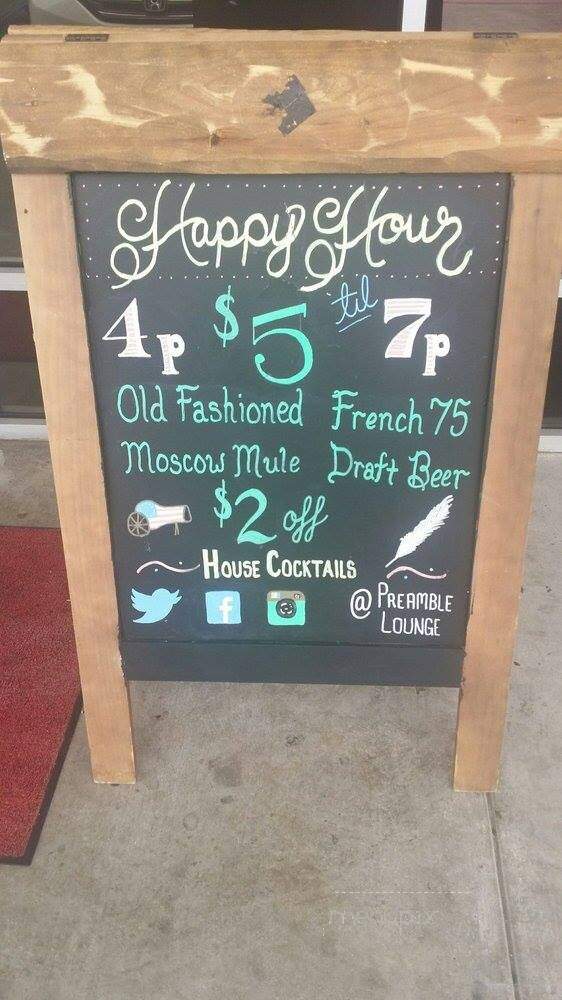 Happy Hour
4p $5 'til 7p
Old Fashioned French 75
Moscow Mule Draft Beer
$2 off
House Cocktails
f
@ Preamble
Lounge
menupix